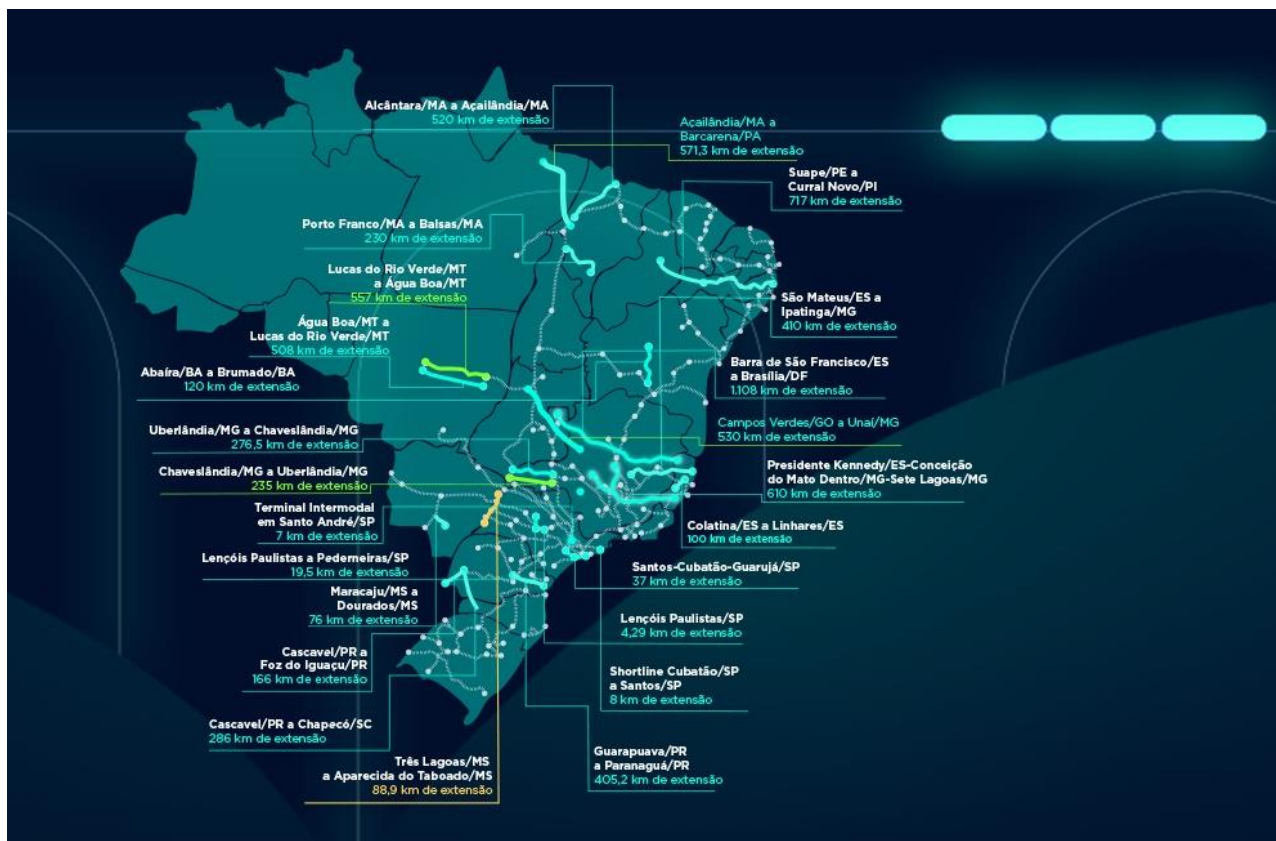 Alcântara/MA a Açailândia/MA
520 km de extensão
Açailândia/MA a
Barcarena/PA
571,3 km de extensão
Suape/PE a
Curral Novo/PI
717 km de extensão
Porto Franco/MA a Balsas/MA
230 km de extensão
Lucas do Rio Verde/MT
a Água Boa/MT
557 km de extensão
São Mateus/ES a
Ipatinga/MG
410 km de extensão
Água Boa/MT a
Lucas do Rio Verde/MT
508 km de extensão
Barra de São Francisco/ES
a Brasília/DF
1.108 km de extensão
Abaíra/BA a Brumado/BA
120 km de extensão
Uberlândia/MG a Chaveslândia/MG
276,5 km de extensão
Campos Verdes/GO a Unaí/MG
530 km de extensão
Chaveslândia/MG a Uberlândia/MG
235 km de extensão
Presidente Kennedy/ES-Conceição
do Mato Dentro/MG-Sete Lagoas/MG
610 km de extensão
Terminal Intermodal
em Santo André/SP
7 km de extensão
Colatina/ES a Linhares/ES
100 km de extensão
Lençóis Paulistas a Pederneiras/SP
19,5 km de extensão
Santos-Cubatão-Guarujá/SP
37 km de extensão
Maracaju/MS a
Dourados/MS
76 km de extensão
Lençóis Paulistas/SP
4,29 km de extensão
Cascavel/PR a
Foz do Iguaçu/PR
166 km de extensão
Shortline Cubatão/SP
a Santos/SP
8 km de extensão
Cascavel/PR a Chapecó/SC
286 km de extensão
Guarapuava/PR
a Paranaguá/PR
405,2 km de extensão
Três Lagoas/MS
a Aparecida do Taboado/MS
88,9 km de extensão